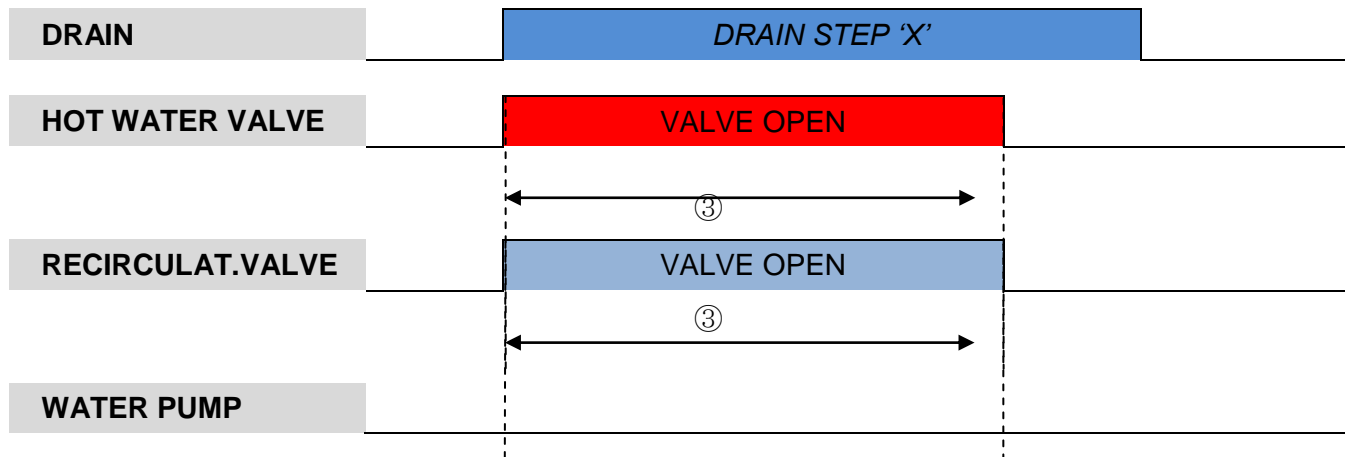 DRAIN DRAIN STEP ‘X’
HOT WATER VALVE VALVE OPEN
③
RECIRCULAT.VALVE VALVE OPEN
③
WATER PUMP